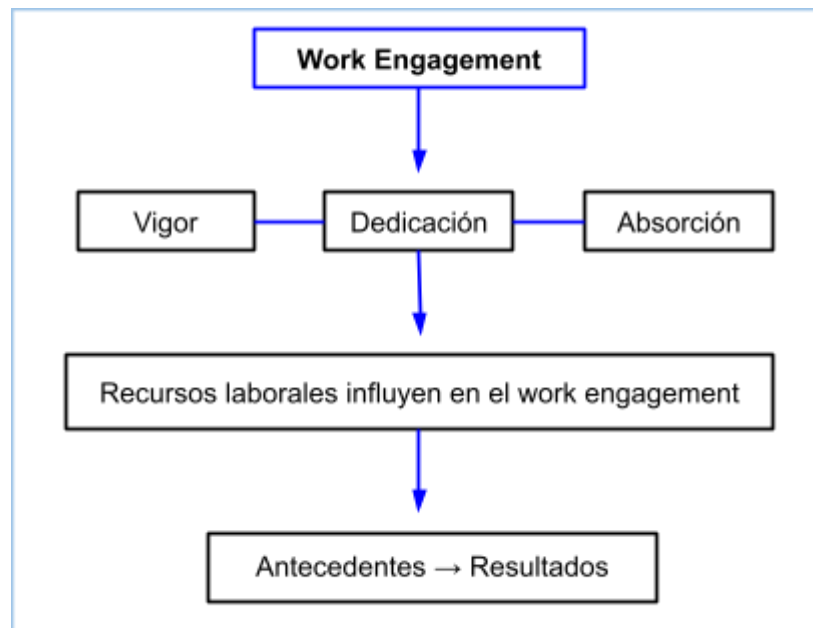 Work Engagement
Vigor
Dedicación
Absorción
Recursos laborales influyen en el work engagement
Antecedentes → Resultados